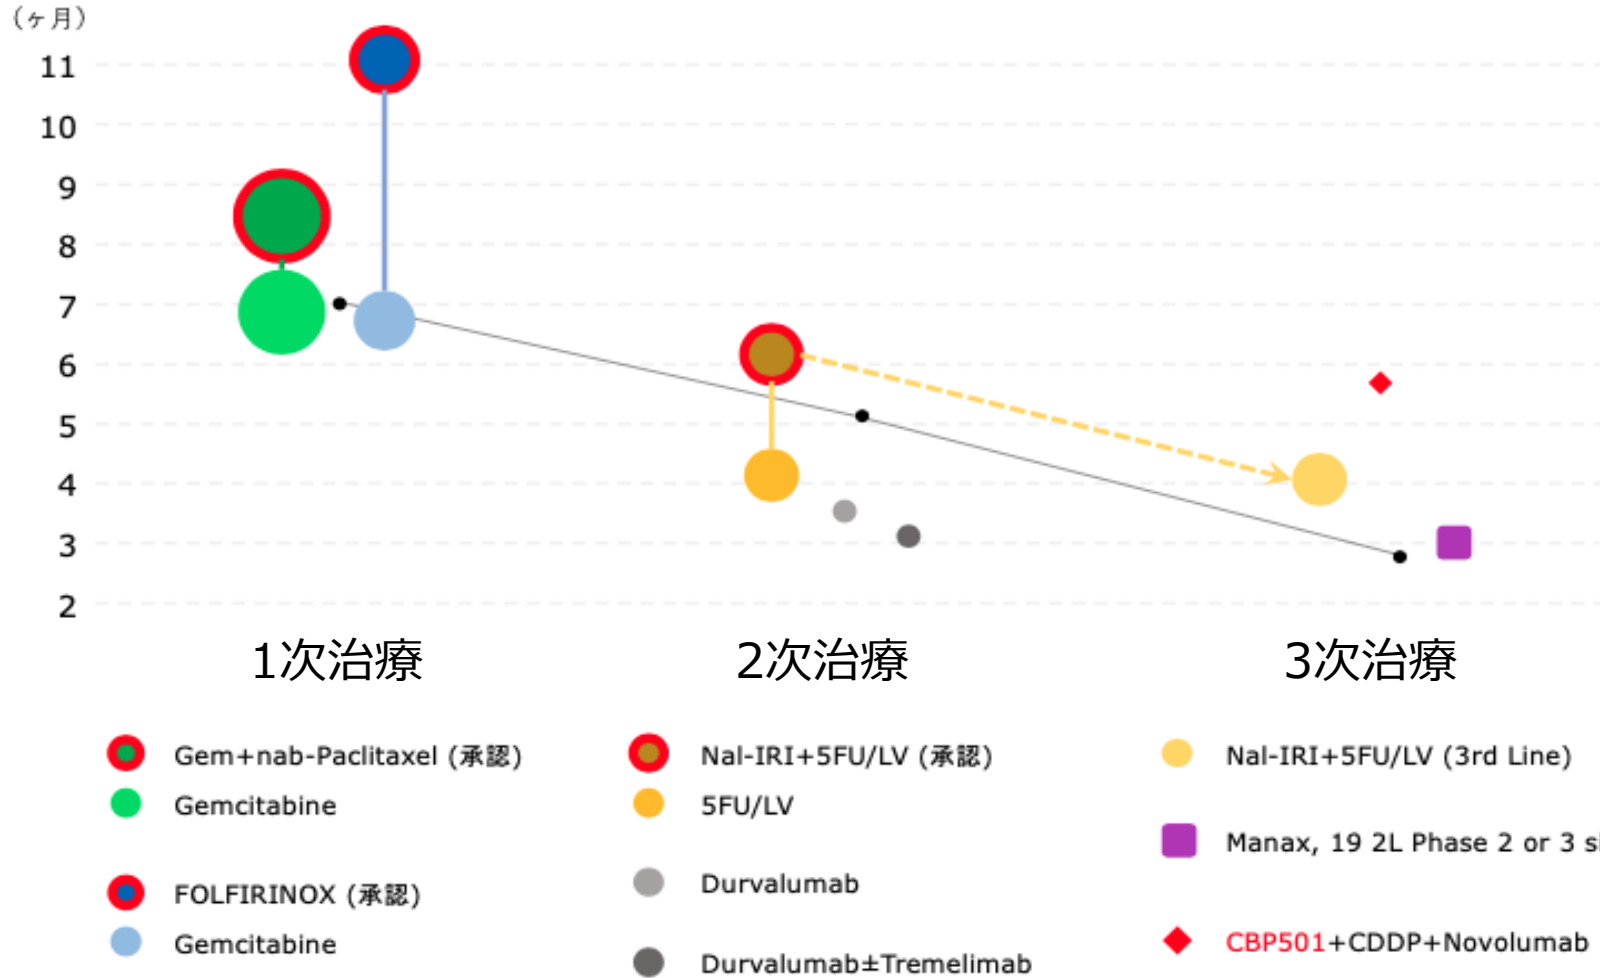 (ヶ月)
11
10
9
8
7
6
5
4
3
2
1次治療
2次治療
3次治療
Gem+nab-Paclitaxel (承認)
Gemcitabine
FOLFIRINOX (承認)
Gemcitabine
Nal-IRI+5FU/LV (承認)
5FU/LV
Durvalumab
Durvalumab±Tremelimab
Nal-IRI+5FU/LV (3rd Line)
Manax, 19 2L Phase 2 or 3
CBP501+CDDP+Novolumab